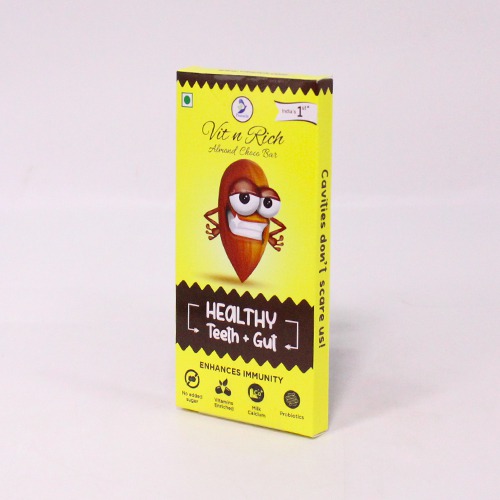 India's 1st*
Vit n Rich
Almond Choco Bar
HEALTHY
Teeth + Gut
ENHANCES IMMUNITY
No added
sugar
Vitamins
Enriched
Milk
Calcium
Probiotics
Cavities don't scare us!